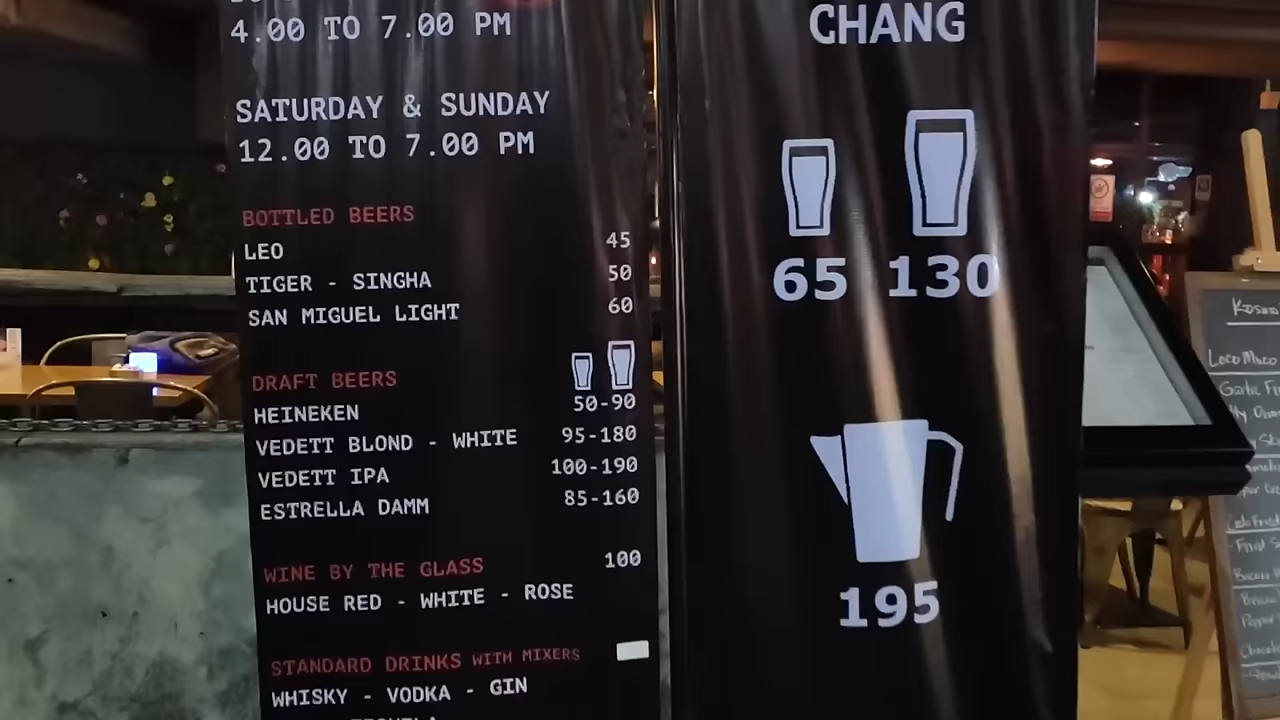 4.00 TO 7.00 PM
SATURDAY & SUNDAY
12.00 TO 7.00 PM
BOTTLED BEERS
LEO 45
TIGER - SINGHA 50
SAN MIGUEL LIGHT 60
DRAFT BEERS
HEINEKEN 50-90
VEDETT BLOND - WHITE 95-180
VEDETT IPA 100-190
ESTRELLA DAMM 85-160
WINE BY THE GLASS 100
HOUSE RED - WHITE - ROSE
STANDARD DRINKS WITH MIXERS
WHISKY - VODKA - GIN
CHANG
65 130
195
Loco Moco
Garlic